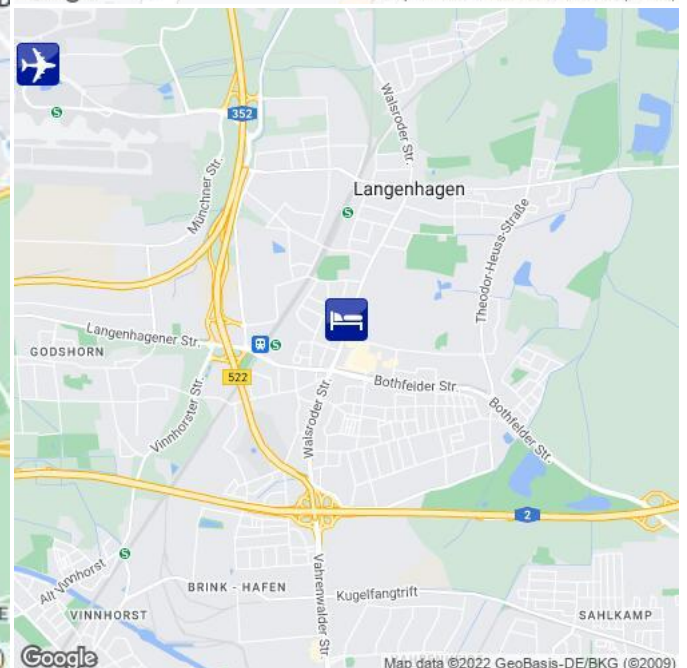 352
Walsroder Str.
Münchner Str.
Langenhagen
Theodor-Heuss-Straße
Langenhagener Str.
GODSHORN
522
Bothfelder Str.
Walsroder Str.
Vinnhorster Str.
Bothfelder Str.
2
Alt Vinnhorst
BRINK - HAFEN
Kugelfangtrift
VINNHORST
Vahrenwalder Str
SAHLKAMP
Google
Map data ©2022 GeoBasis-DE/BKG (©2009)